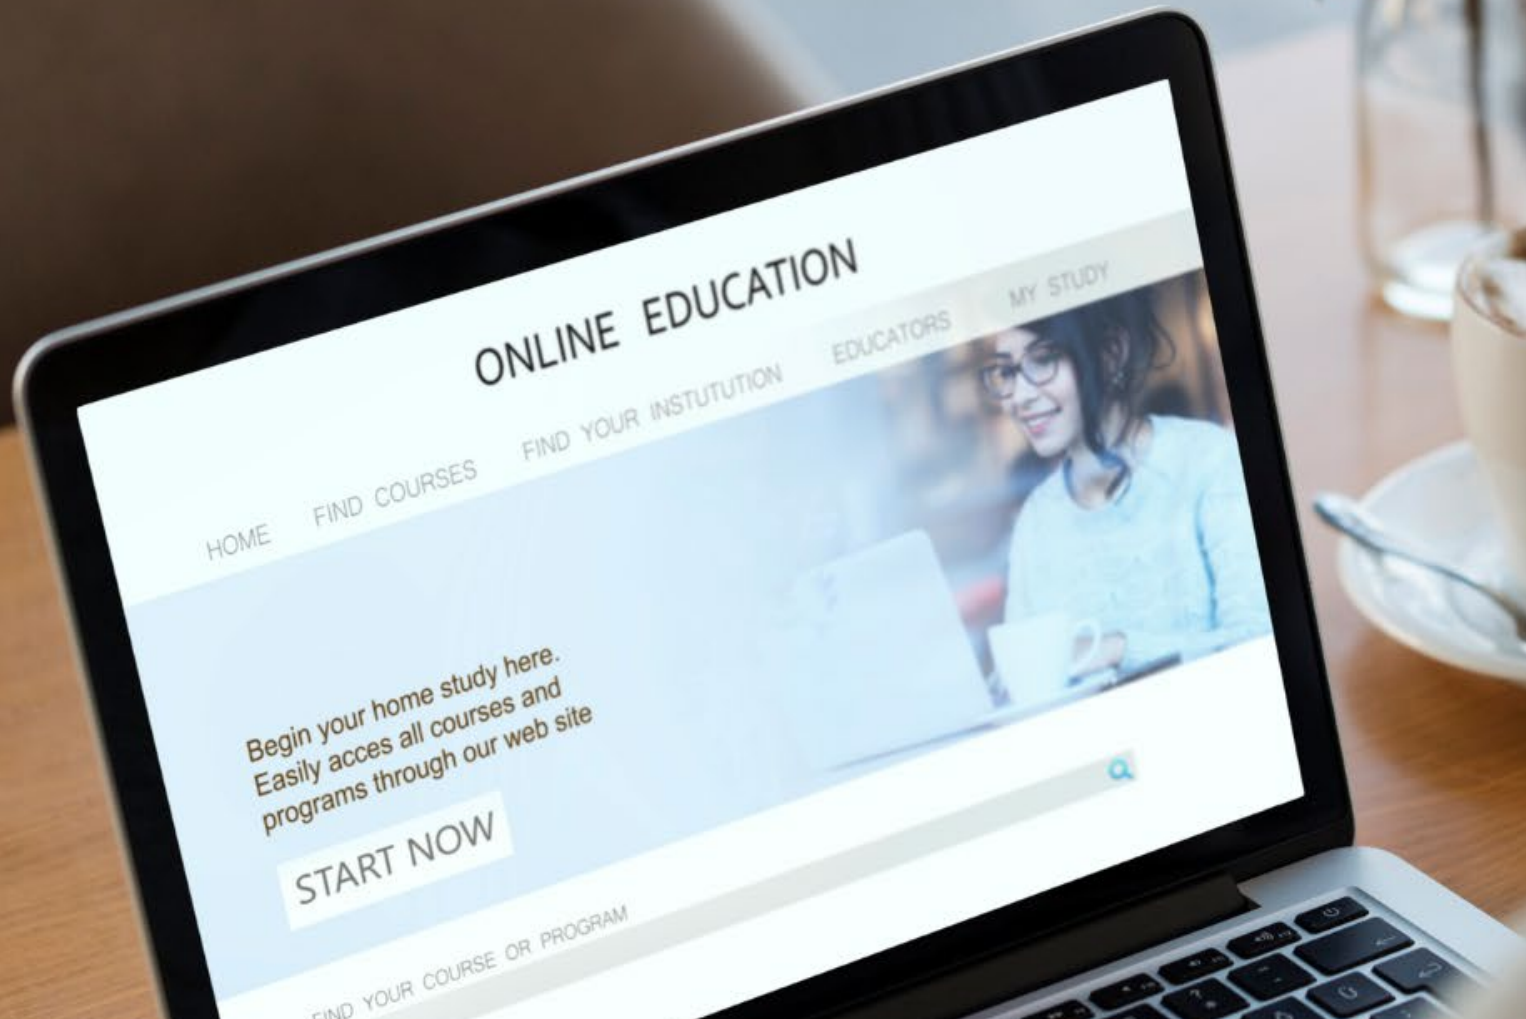 ONLINE EDUCATION
HOME FIND COURSES FIND YOUR INSTUTUTION EDUCATORS MY STUDY
Begin your home study here.
Easily acces all courses and
programs through our web site
START NOW
FIND YOUR COURSE OR PROGRAM